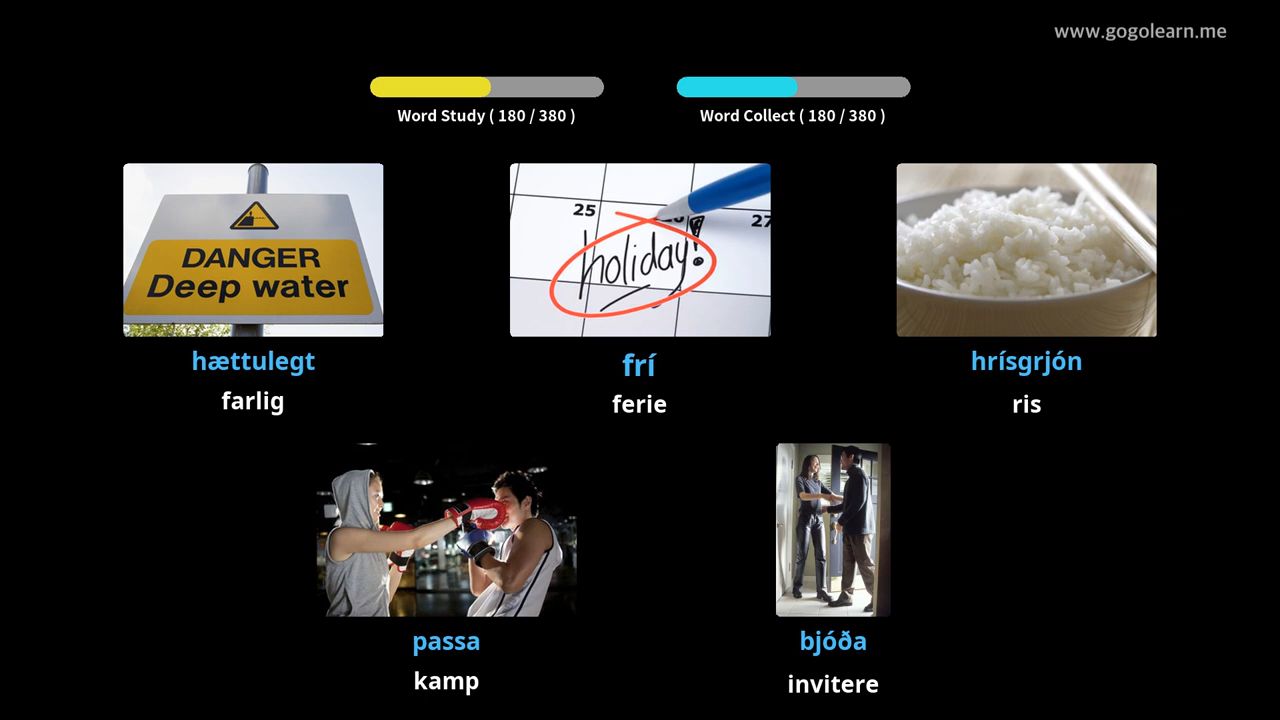 www.gogolearn.me
Word Study ( 180 / 380 )
Word Collect ( 180 / 380 )
DANGER
Deep water
25
27
holiday!
hættulegt
farlig
frí
ferie
hrísgrjón
ris
passa
kamp
bjóða
invitere